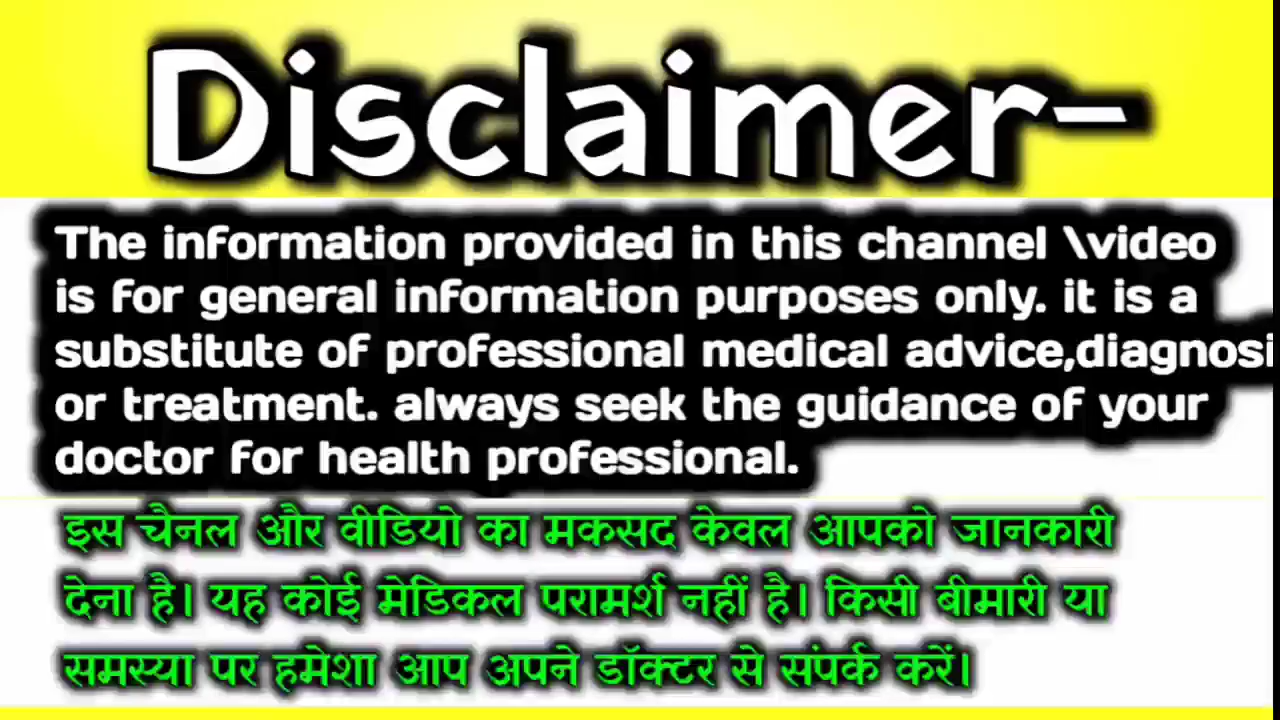 Disclaimer-
The information provided in this channel \video
is for general information purposes only. it is a
substitute of professional medical advice,diagnosi
or treatment. always seek the guidance of your
doctor for health professional.
इस चैनल और वीडियो का मकसद केवल आपको जानकारी
देना है। यह कोई मेडिकल परामर्श नहीं है। किसी बीमारी या
समस्या पर हमेशा आप अपने डॉक्टर से संपर्क करें।